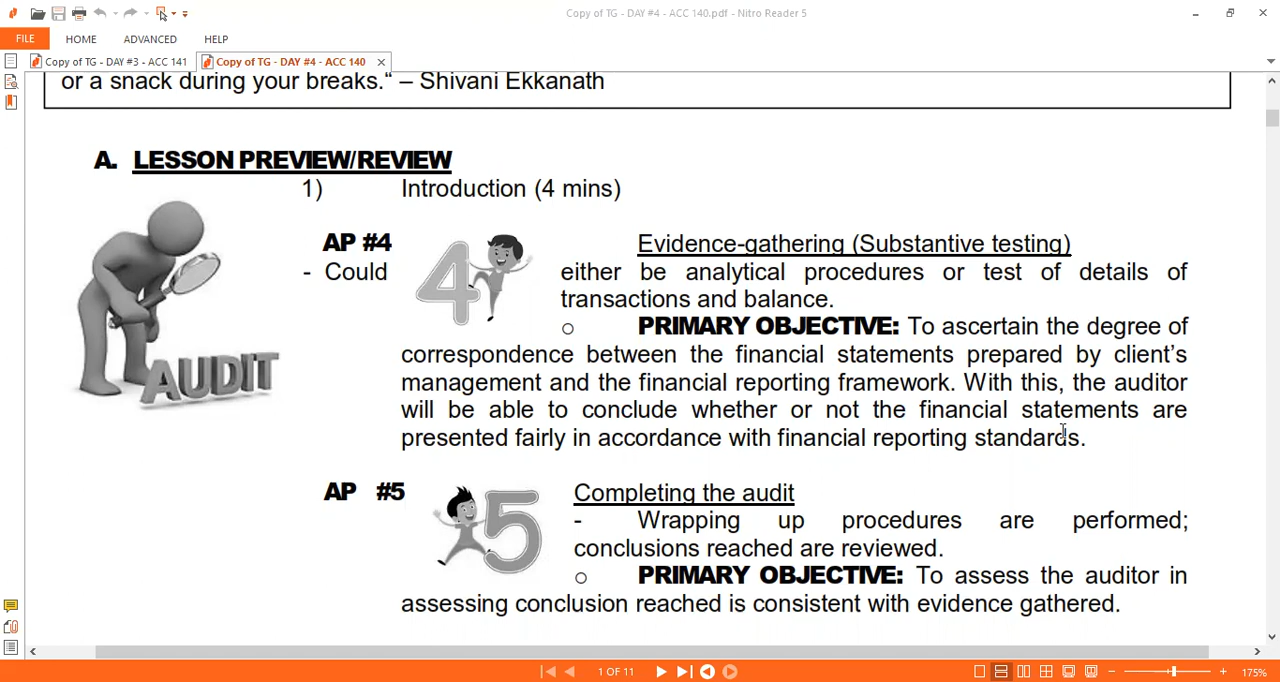 Copy of TG - DAY #4 - ACC 140.pdf - Nitro Reader 5
FILE HOME ADVANCED HELP
Copy of TG - DAY #3 - ACC 141 Copy of TG - DAY #4 - ACC 140
or a snack during your breaks.“ – Shivani Ekkanath
A. LESSON PREVIEW/REVIEW
1) Introduction (4 mins)
AP #4 4 Evidence-gathering (Substantive testing)
- Could either be analytical procedures or test of details of
transactions and balance.
o PRIMARY OBJECTIVE: To ascertain the degree of
correspondence between the financial statements prepared by client’s
management and the financial reporting framework. With this, the auditor
will be able to conclude whether or not the financial statements are
presented fairly in accordance with financial reporting standards.
AUDIT
AP #5 5 Completing the audit
- Wrapping up procedures are performed;
conclusions reached are reviewed.
o PRIMARY OBJECTIVE: To assess the auditor in
assessing conclusion reached is consistent with evidence gathered.
1 OF 11
175%